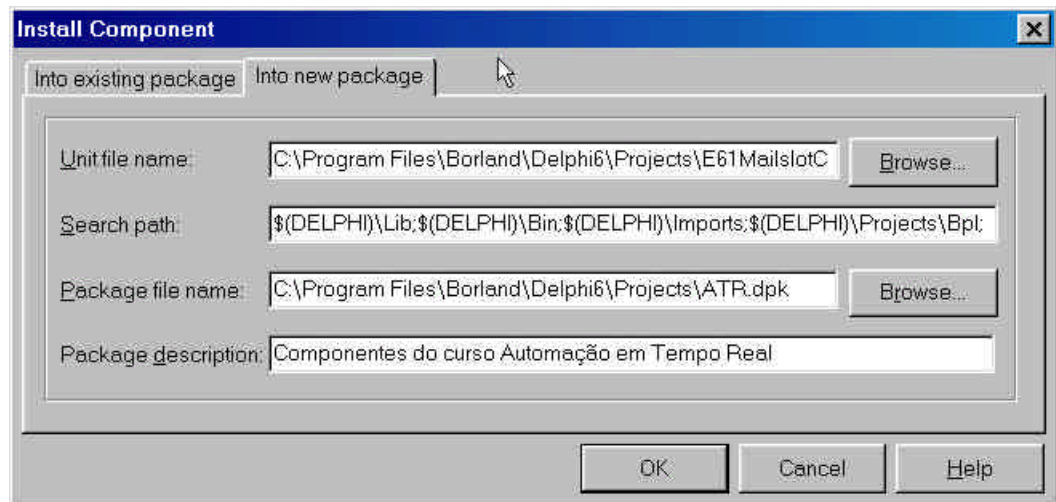 Install Component
Into existing package Into new package
Unit file name: C:\Program Files\Borland\Delphi6\Projects\E61MailslotC Browse...
Search path: $(DELPHI)\Lib;$(DELPHI)\Bin;$(DELPHI)\Imports;$(DELPHI)\Projects\Bpl;
Package file name: C:\Program Files\Borland\Delphi6\Projects\ATR.dpk Browse...
Package description: Componentes do curso Automação em Tempo Real
OK Cancel Help